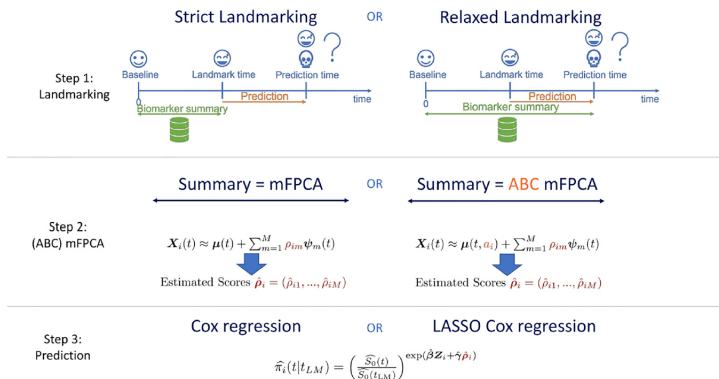 Strict Landmarking OR Relaxed Landmarking
Step 1:
Landmarking
Baseline Landmark time Prediction time ?
0 Prediction time
Biomarker summary
Baseline Landmark time Prediction time ?
0 Prediction time
Biomarker summary
Step 2:
(ABC) mFPCA
Summary = mFPCA OR Summary = ABC mFPCA
X_i(t) ≈ μ(t) + ∑_{m=1}^{M} ρ_{im} ψ_m(t)
Estimated Scores ρ̂_i = (ρ̂_{i1}, ..., ρ̂_{iM})
X_i(t) ≈ μ(t, a_i) + ∑_{m=1}^{M} ρ_{im} ψ_m(t)
Estimated Scores ρ̂_i = (ρ̂_{i1}, ..., ρ̂_{iM})
Step 3:
Prediction
Cox regression OR LASSO Cox regression
π̂_i(t|t_{LM}) = (Ŝ_0(t) / Ŝ_0(t_{LM}))^{exp(β̂Z_i+γ̂ρ̂_i)}